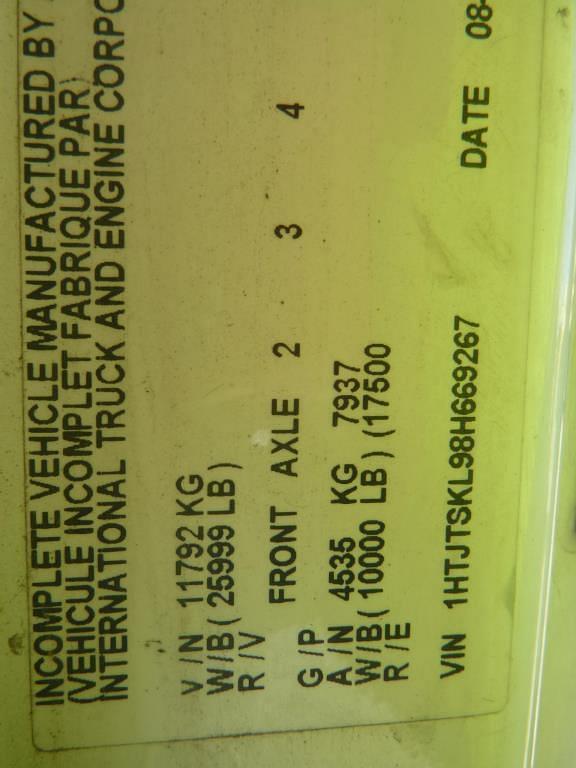 INCOMPLETE VEHICLE MANUFACTURED BY
(VEHICULE INCOMPLET FABRIQUE PAR)
INTERNATIONAL TRUCK AND ENGINE CORPO
V /N 11792 KG
W/B( 25999 LB )
R /V
FRONT AXLE 2 3 4
G /P
A /N 4535 KG 7937
W/B( 10000 LB ) (17500
R /E
VIN 1HTJTSKL98H669267 DATE 08-